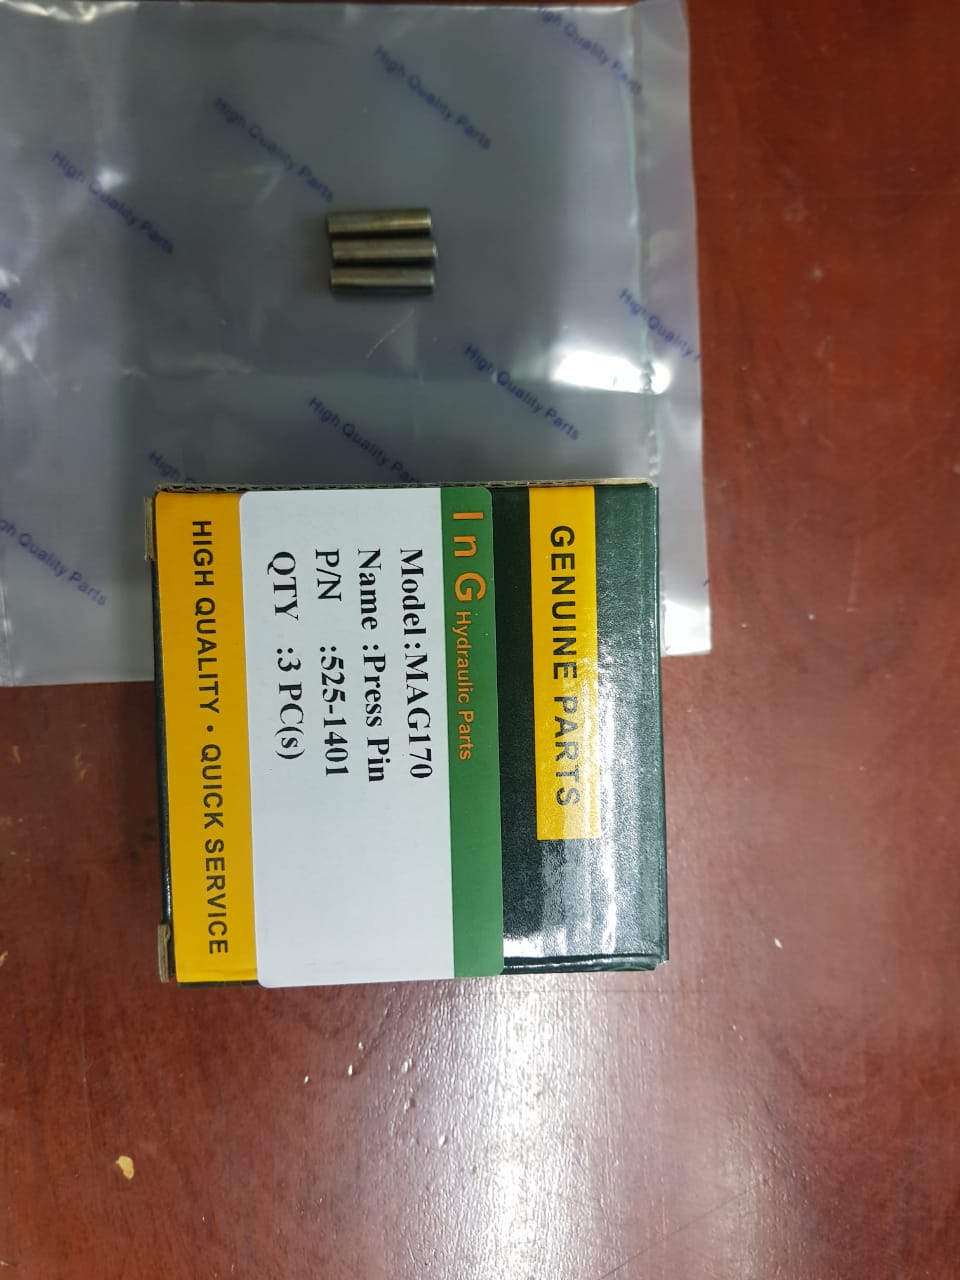 High Quality Parts
High Quality Parts
High Quality Parts
High Quality Parts
High Quality Parts
High Quality
High Quality Parts
High Quality
High Quality Parts
GENUINE PARTS
InG Hydraulic Parts
Model :MAG170
Name :Press Pin
P/N :525-1401
QTY :3 PC(s)
HIGH QUALITY • QUICK SERVICE